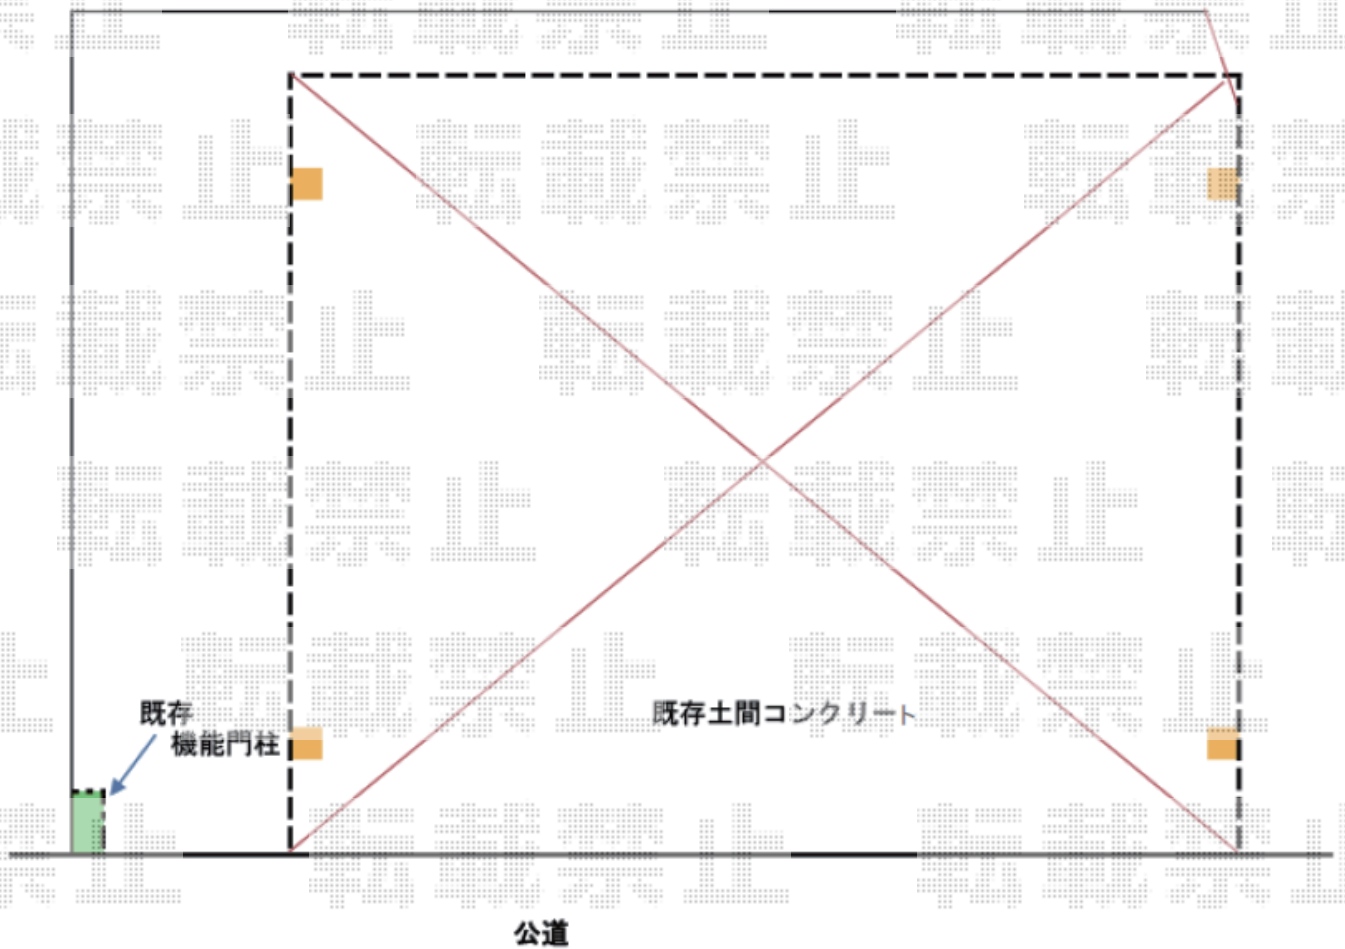 既存
機能門柱
既存土間コンクリート
公道
転載禁止